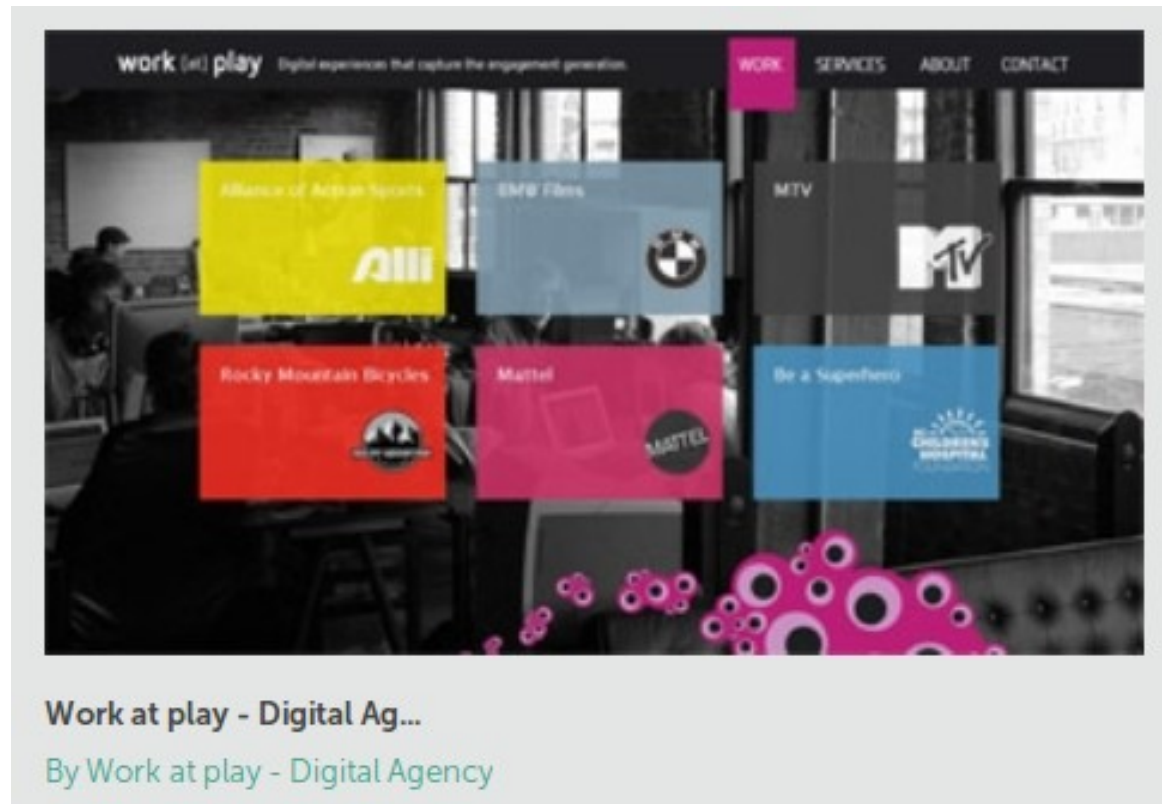 work [at] play Digital experiences that capture the engagement generation. WORK SERVICES ABOUT CONTACT
Alliance of Action Sports BMW Films MTV
Alli MTV
Rocky Mountain Bicycles Mattel Be a Superhero
MATTEL CHILDREN'S
HOSPITAL
Work at play - Digital Ag...
By Work at play - Digital Agency